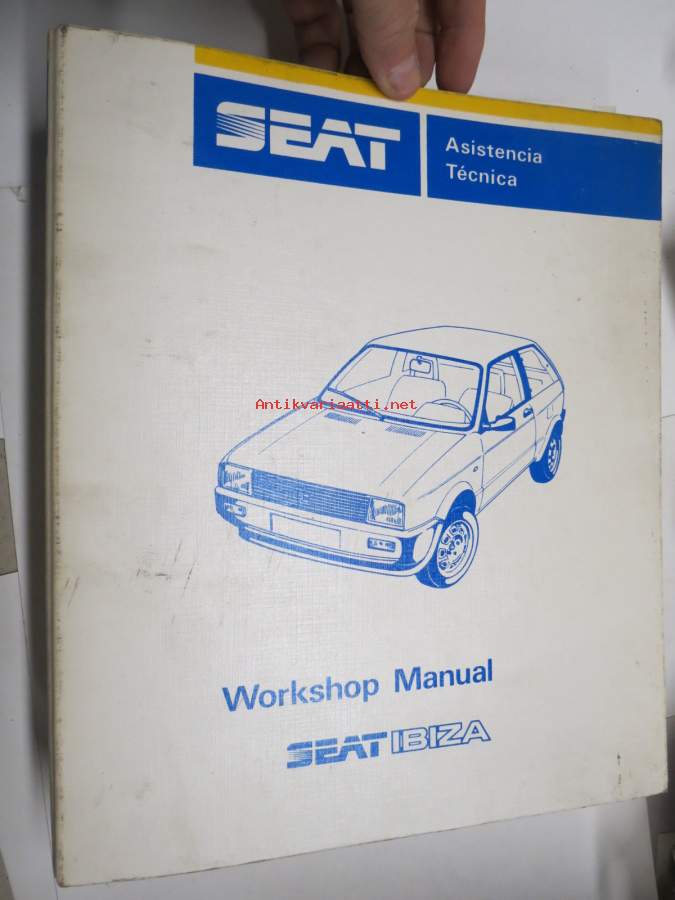 SEAT
Asistencia
Técnica
Antikvariaatti.net
Workshop Manual
SEAT IBIZA